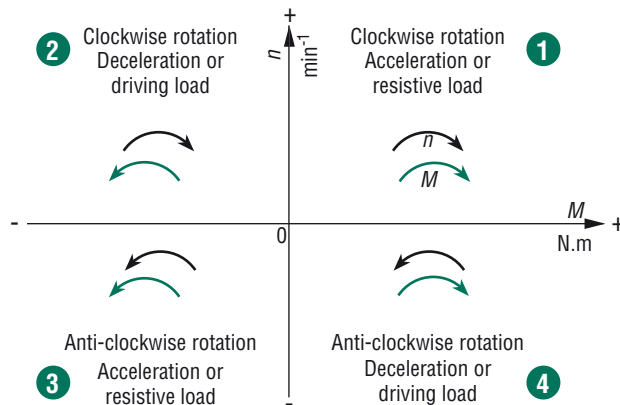 2
Clockwise rotation
Deceleration or
driving load
+
n
min-1
Clockwise rotation
Acceleration or
resistive load
1
n
M
-
0
M
+
N.m
Anti-clockwise rotation
3
Acceleration or
resistive load
-
Anti-clockwise rotation
Deceleration or
driving load
4